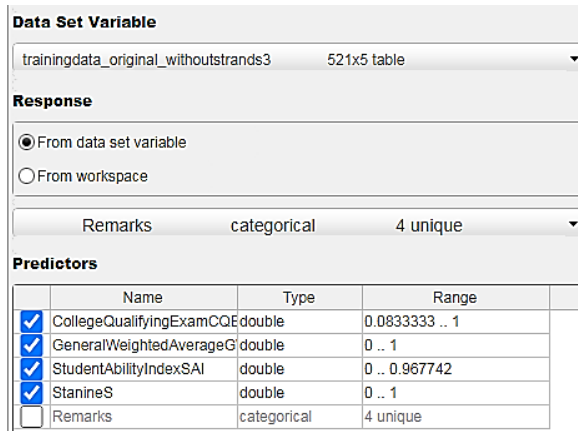 Data Set Variable
trainingdata_original_withoutstrands3 521x5 table
Response
From data set variable
From workspace
Remarks categorical 4 unique
Predictors
Name Type Range
CollegeQualifyingExamCQE double 0.0833333 .. 1
GeneralWeightedAverageG double 0 .. 1
StudentAbilityIndexSAI double 0 .. 0.967742
StanineS double 0 .. 1
Remarks categorical 4 unique